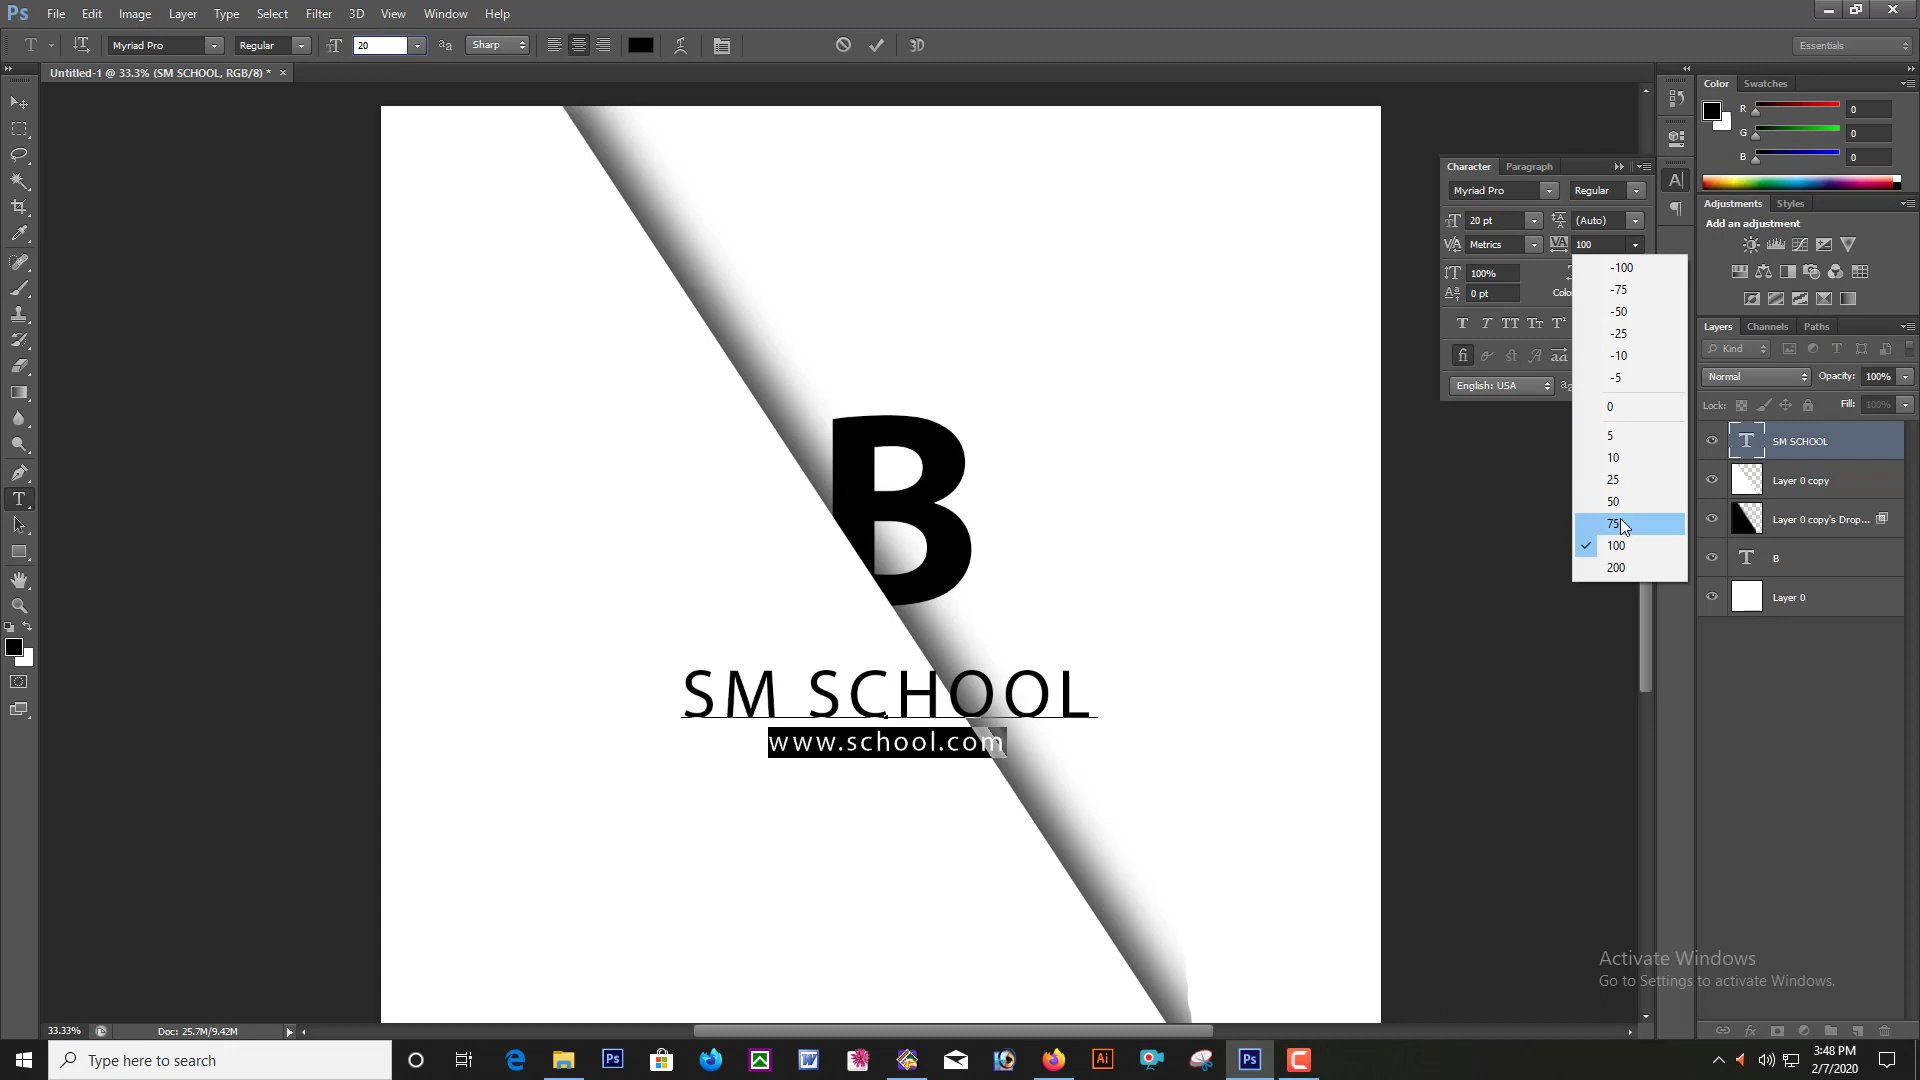 Ps File Edit Image Layer Type Select Filter 3D View Window Help
Myriad Pro Regular 20 Sharp 3D Essentials
Untitled-1 @ 33.3% (SM SCHOOL, RGB/8) *
Color Swatches
R 0
G 0
B 0
Character Paragraph
Myriad Pro Regular
20 pt (Auto)
Metrics 100
100%
0 pt Colo
English: USA
-100
-75
-50
-25
-10
-5
0
5
10
25
50
75
100
200
Adjustments Styles
Add an adjustment
Layers Channels Paths
Kind
Normal Opacity: 100%
Lock: Fill: 100%
SM SCHOOL
Layer 0 copy
Layer 0 copy's Drop...
B
Layer 0
B
SM SCHOOL
www.school.com
Activate Windows
Go to Settings to activate Windows.
33.33% Doc: 25.7M/9.42M
Type here to search
3:48 PM
2/7/2020